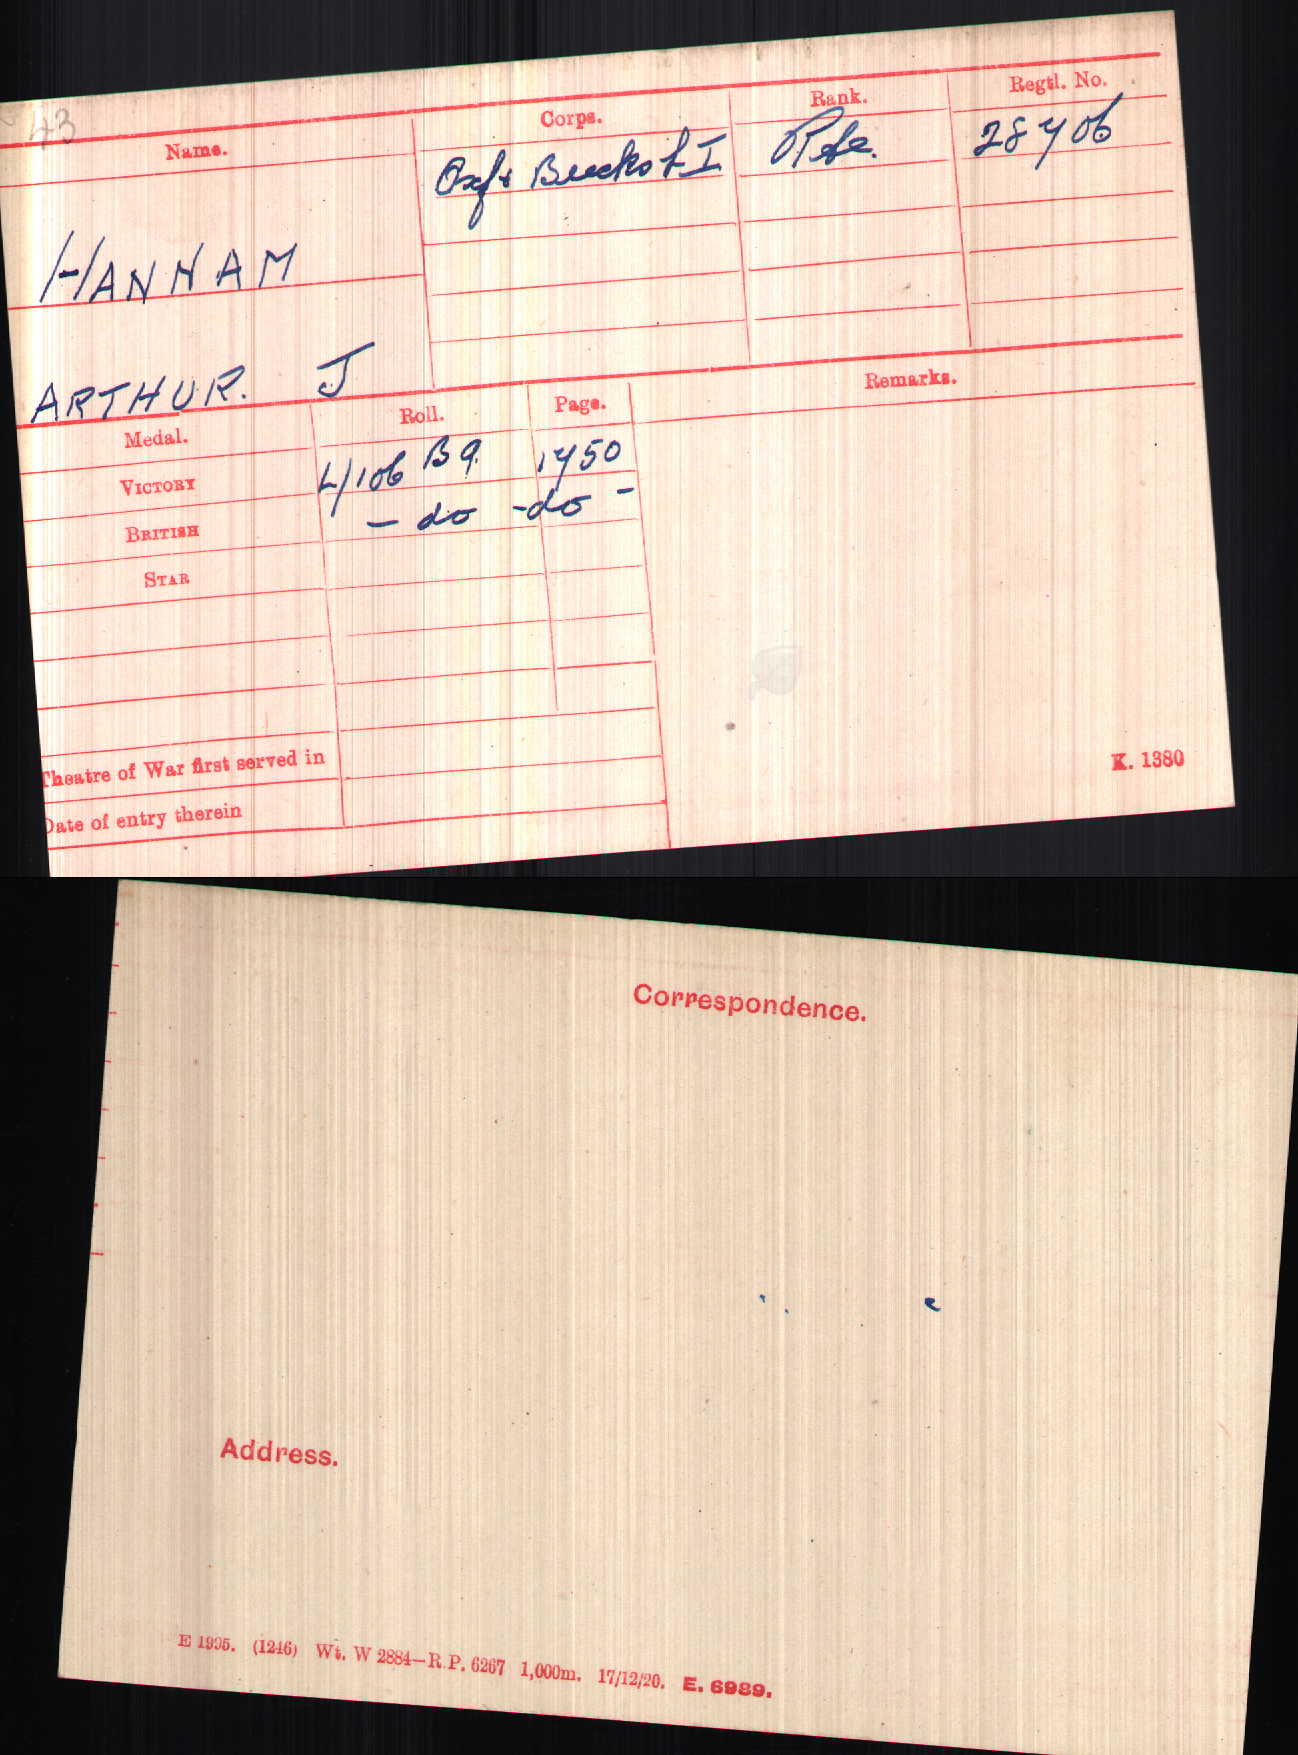 43
Name. Corps. Rank. Regtl. No.
Oxf & Bucks L I Pte. 28706
HANNAM
ARTHUR. J
Medal. Roll. Page. Remarks.
VICTORY L/106 B9. 1750
BRITISH – do – do –
STAR
Theatre of War first served in
Date of entry therein
K. 1380
Correspondence.
Address.
E 1995. (1246) Wt. W 2884—R.P. 6267 1,000m. 17/12/20. E. 6989.